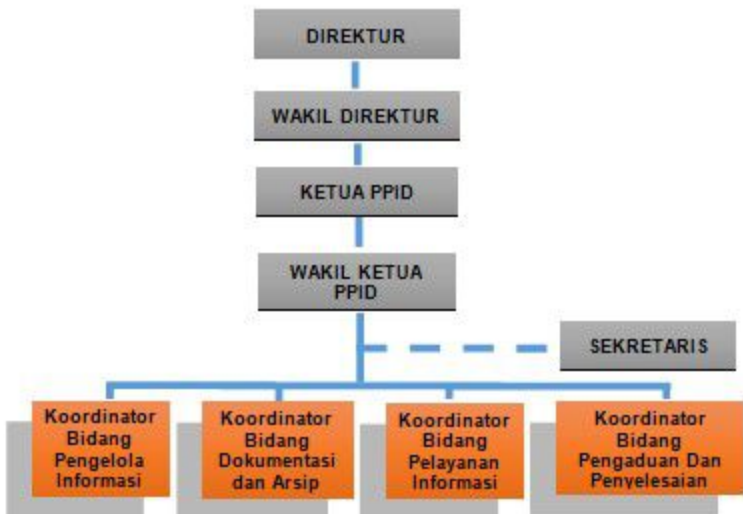 DIREKTUR
WAKIL DIREKTUR
KETUA PPID
WAKIL KETUA
PPID
SEKRETARIS
Koordinator
Bidang
Pengelola
Informasi
Koordinator
Bidang
Dokumentasi
dan Arsip
Koordinator
Bidang
Pelayanan
Informasi
Koordinator
Bidang
Pengaduan Dan
Penyelesaian